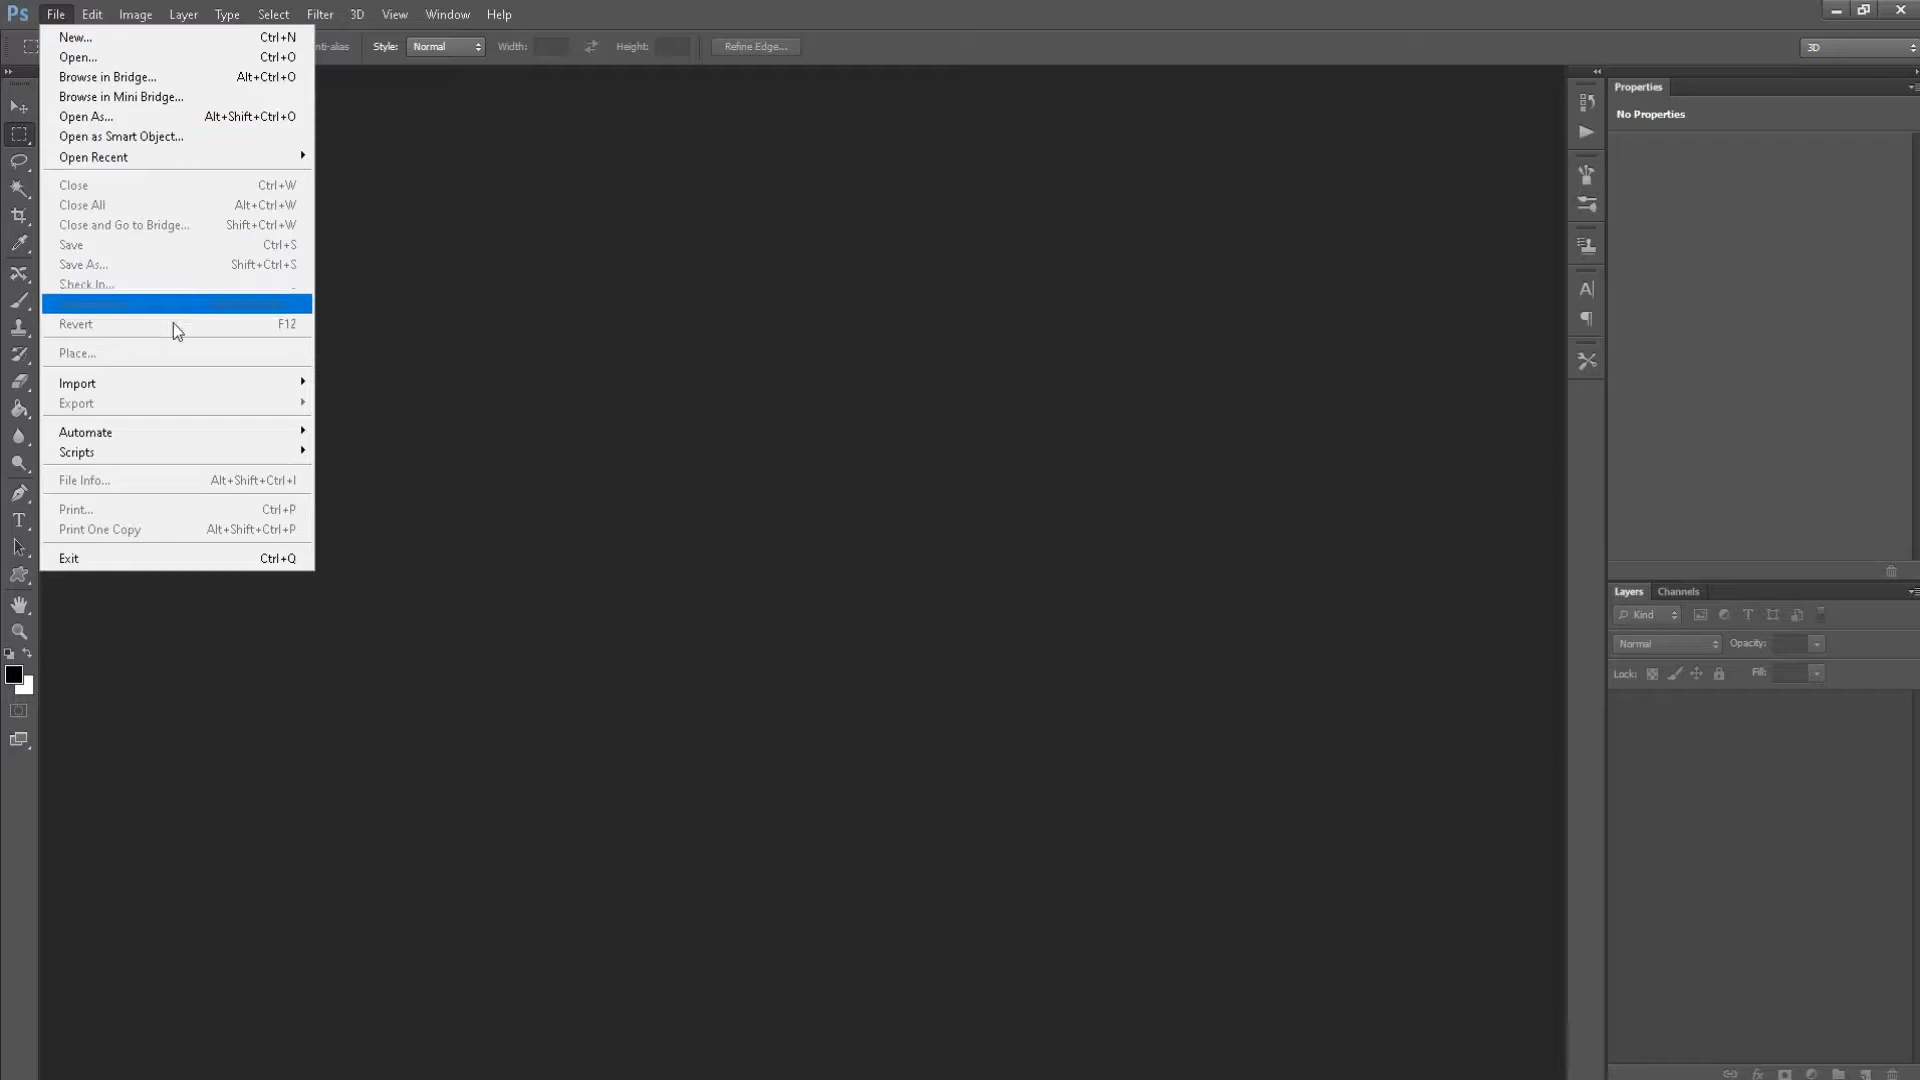 Ps File Edit Image Layer Type Select Filter 3D View Window Help
nti-alias Style: Normal Width: Height: Refine Edge... 3D
New... Ctrl+N
Open... Ctrl+O
Browse in Bridge... Alt+Ctrl+O
Browse in Mini Bridge...
Open As... Alt+Shift+Ctrl+O
Open as Smart Object...
Open Recent
Close Ctrl+W
Close All Alt+Ctrl+W
Close and Go to Bridge... Shift+Ctrl+W
Save Ctrl+S
Save As... Shift+Ctrl+S
In...
Revert F12
Place...
Import
Export
Automate
Scripts
File Info... Alt+Shift+Ctrl+I
Print... Ctrl+P
Print One Copy Alt+Shift+Ctrl+P
Exit Ctrl+Q
Properties
No Properties
Layers Channels
Kind
Normal Opacity:
Lock: Fill: